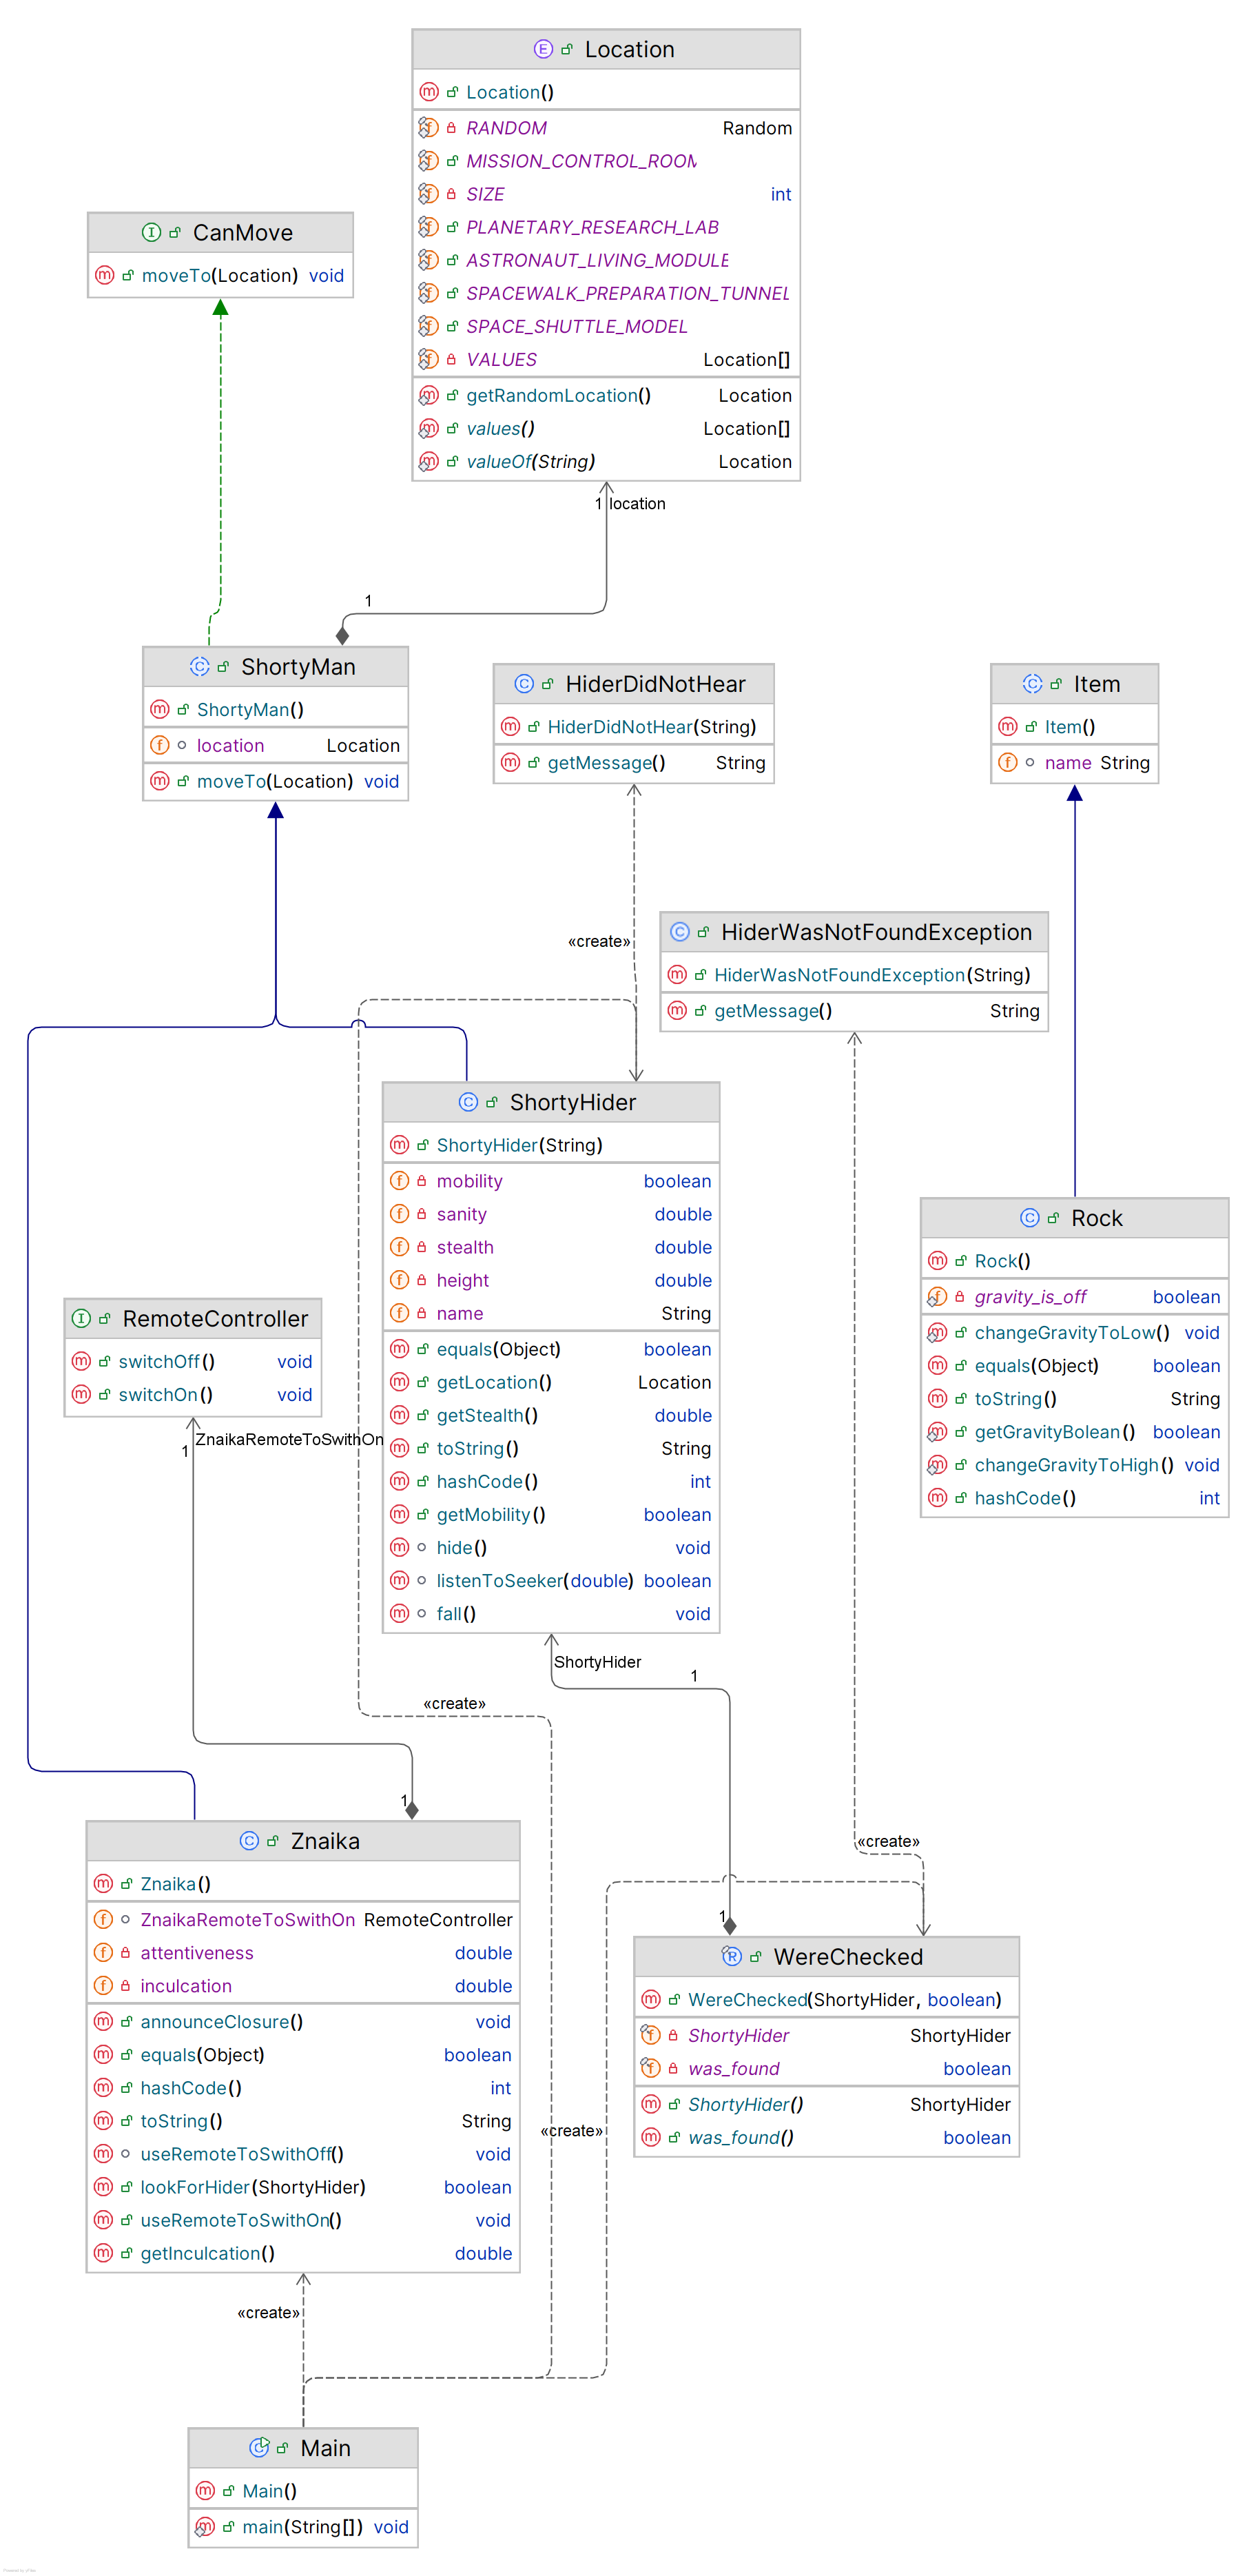 Location
Location()
RANDOM Random
MISSION_CONTROL_ROOM
SIZE int
PLANETARY_RESEARCH_LAB
ASTRONAUT_LIVING_MODULE
SPACEWALK_PREPARATION_TUNNEL
SPACE_SHUTTLE_MODEL
VALUES Location[]
getRandomLocation() Location
values() Location[]
valueOf(String) Location
CanMove
moveTo(Location) void
1 location
1
ShortyMan
ShortyMan()
location Location
moveTo(Location) void
HiderDidNotHear
HiderDidNotHear(String)
getMessage() String
Item
Item()
name String
«create»
HiderWasNotFoundException
HiderWasNotFoundException(String)
getMessage() String
ShortyHider
ShortyHider(String)
mobility boolean
sanity double
stealth double
height double
name String
equals(Object) boolean
getLocation() Location
getStealth() double
toString() String
hashCode() int
getMobility() boolean
hide() void
listenToSeeker(double) boolean
fall() void
Rock
Rock()
gravity_is_off boolean
changeGravityToLow() void
equals(Object) boolean
toString() String
getGravityBolean() boolean
changeGravityToHigh() void
hashCode() int
RemoteController
switchOff() void
switchOn() void
1 ZnaikaRemoteToSwithOn
ShortyHider 1
«create»
1
«create»
Znaika
Znaika()
ZnaikaRemoteToSwithOn RemoteController
attentiveness double
inculcation double
announceClosure() void
equals(Object) boolean
hashCode() int
toString() String
useRemoteToSwithOff() void
lookForHider(ShortyHider) boolean
useRemoteToSwithOn() void
getInculcation() double
1
WereChecked
WereChecked(ShortyHider, boolean)
ShortyHider ShortyHider
was_found boolean
ShortyHider() ShortyHider
was_found() boolean
«create»
«create»
Main
Main()
main(String[]) void